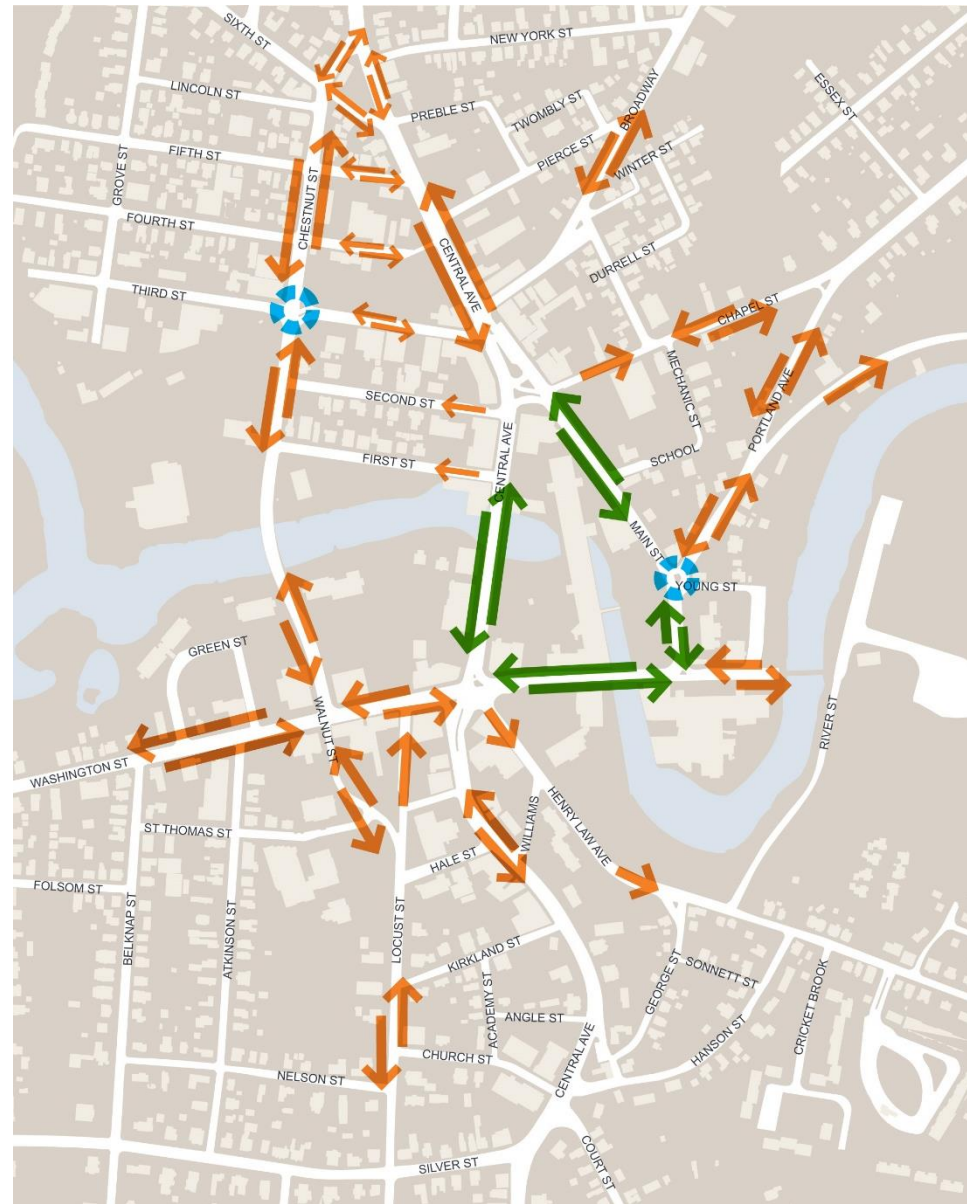 SIXTH ST
NEW YORK ST
LINCOLN ST
PREBLE ST
TWOMBLY ST
BROADWAY
ESSEX ST
FIFTH ST
PIERCE ST
WINTER ST
GROVE ST
CHESTNUT ST
FOURTH ST
CENTRAL AVE
DURRELL ST
THIRD ST
CHAPEL ST
MECHANIC ST
SECOND ST
PORTLAND AVE
FIRST ST
CENTRAL AVE
SCHOOL
MAIN ST
YOUNG ST
GREEN ST
WALNUT ST
RIVER ST
WASHINGTON ST
HENRY LAW AVE
WILLIAMS
ST THOMAS ST
HALE ST
FOLSOM ST
BELKNAP ST
ATKINSON ST
LOCUST ST
KIRKLAND ST
GEORGE ST
SONNETT ST
ACADEMY ST
ANGLE ST
HANSON ST
CRICKET BROOK
CHURCH ST
CENTRAL AVE
NELSON ST
COURT ST
SILVER ST